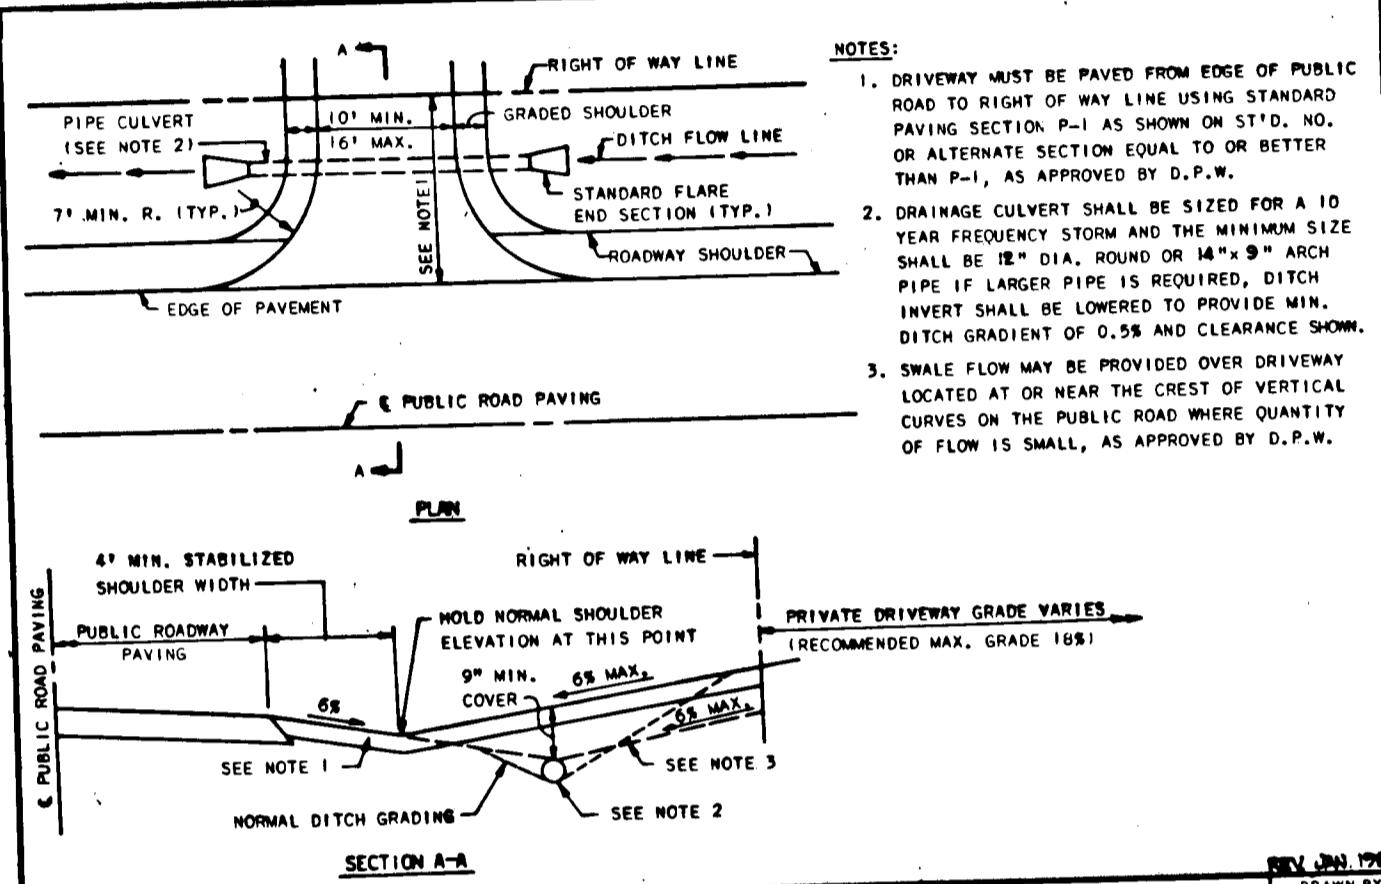 A
RIGHT OF WAY LINE
PIPE CULVERT
(SEE NOTE 2)
10' MIN.
16' MAX.
GRADED SHOULDER
DITCH FLOW LINE
7' MIN. R. (TYP.)
SEE NOTE 1
STANDARD FLARE
END SECTION (TYP.)
ROADWAY SHOULDER
EDGE OF PAVEMENT
℄ PUBLIC ROAD PAVING
A
PLAN
NOTES:
1. DRIVEWAY MUST BE PAVED FROM EDGE OF PUBLIC
ROAD TO RIGHT OF WAY LINE USING STANDARD
PAVING SECTION P-1 AS SHOWN ON ST'D. NO.
OR ALTERNATE SECTION EQUAL TO OR BETTER
THAN P-1, AS APPROVED BY D.P.W.
2. DRAINAGE CULVERT SHALL BE SIZED FOR A 10
YEAR FREQUENCY STORM AND THE MINIMUM SIZE
SHALL BE 12" DIA. ROUND OR 14"x 9" ARCH
PIPE IF LARGER PIPE IS REQUIRED, DITCH
INVERT SHALL BE LOWERED TO PROVIDE MIN.
DITCH GRADIENT OF 0.5% AND CLEARANCE SHOWN.
3. SWALE FLOW MAY BE PROVIDED OVER DRIVEWAY
LOCATED AT OR NEAR THE CREST OF VERTICAL
CURVES ON THE PUBLIC ROAD WHERE QUANTITY
OF FLOW IS SMALL, AS APPROVED BY D.P.W.
℄ PUBLIC ROAD PAVING
4' MIN. STABILIZED
SHOULDER WIDTH
PUBLIC ROADWAY
PAVING
RIGHT OF WAY LINE
HOLD NORMAL SHOULDER
ELEVATION AT THIS POINT
PRIVATE DRIVEWAY GRADE VARIES
(RECOMMENDED MAX. GRADE 18%)
9" MIN.
COVER
6% MAX.
6%
6% MAX.
SEE NOTE 1
SEE NOTE 3
NORMAL DITCH GRADING
SEE NOTE 2
SECTION A-A
REV. JAN.
DRAWN BY